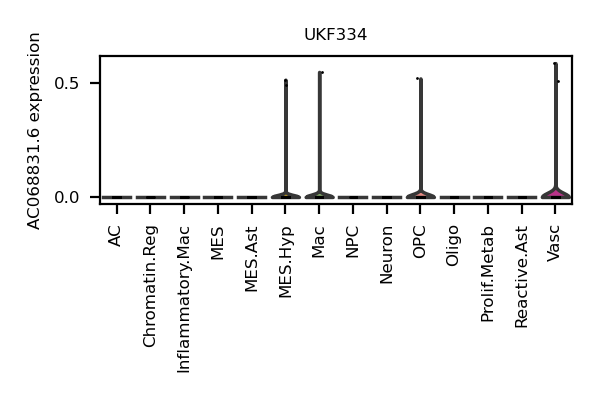 UKF334
AC068831.6 expression
0.5
0.0
AC
Chromatin.Reg
Inflammatory.Mac
MES
MES.Ast
MES.Hyp
Mac
NPC
Neuron
OPC
Oligo
Prolif.Metab
Reactive.Ast
Vasc